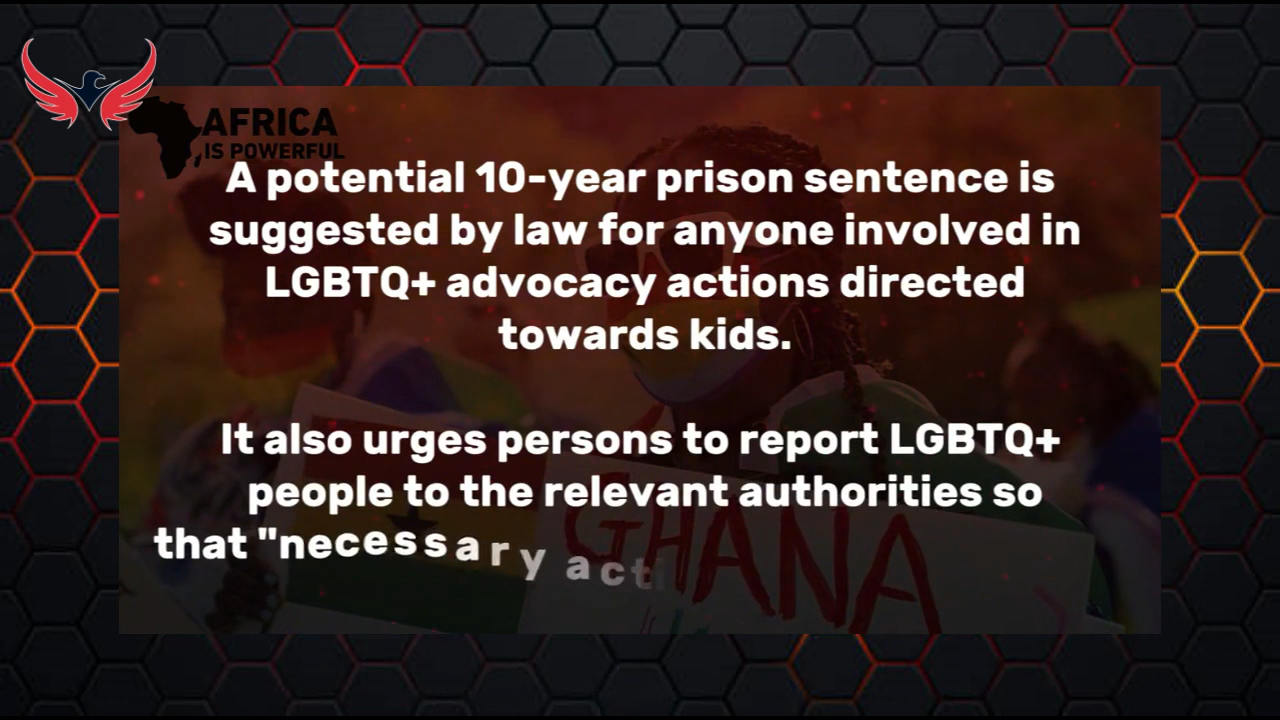 AFRICA
IS POWERFUL
A potential 10-year prison sentence is
suggested by law for anyone involved in
LGBTQ+ advocacy actions directed
towards kids.
It also urges persons to report LGBTQ+
people to the relevant authorities so
that "necessary acti
GHANA